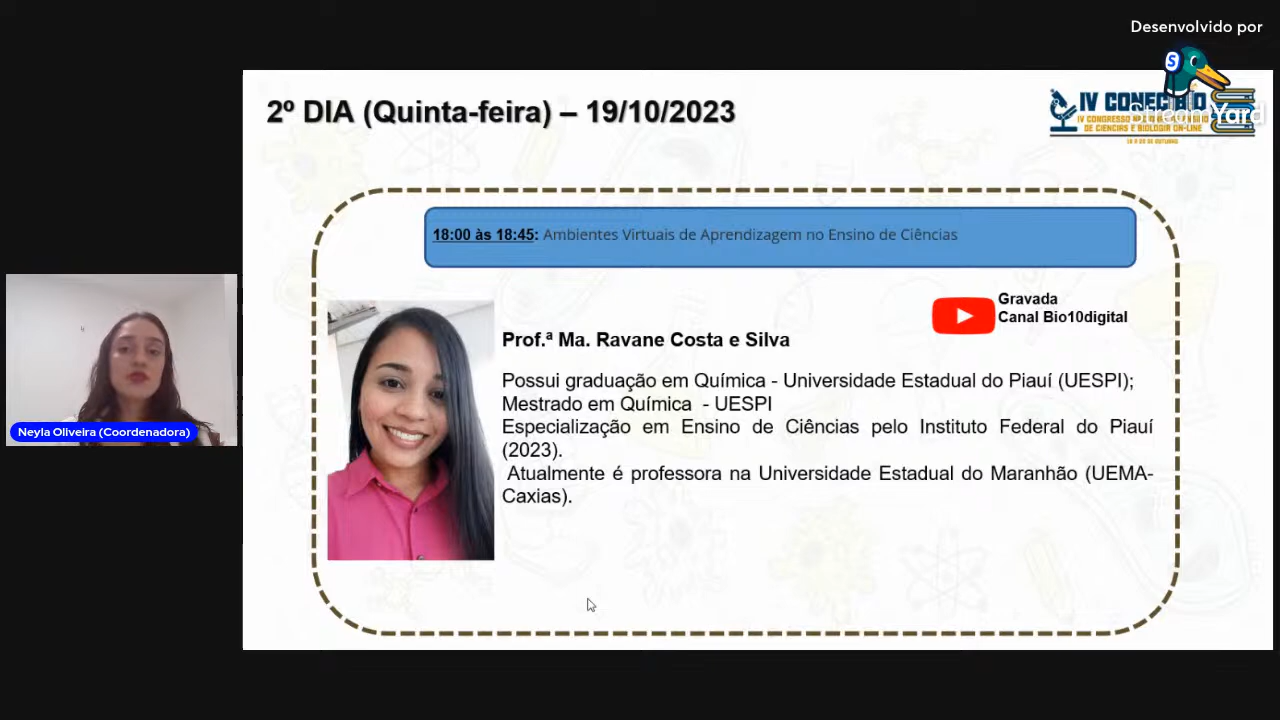 Desenvolvido por
2º DIA (Quinta-feira) – 19/10/2023
18:00 às 18:45: Ambientes Virtuais de Aprendizagem no Ensino de Ciências
Gravada
Canal Bio10digital
Prof.ª Ma. Ravane Costa e Silva
Possui graduação em Química - Universidade Estadual do Piauí (UESPI);
Mestrado em Química - UESPI
Especialização em Ensino de Ciências pelo Instituto Federal do Piauí
(2023).
Atualmente é professora na Universidade Estadual do Maranhão (UEMA-
Caxias).
Neyla Oliveira (Coordenadora)